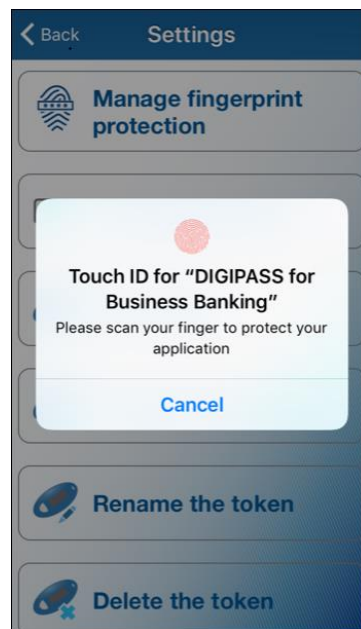 Back
Settings
Manage fingerprint
protection
Touch ID for “DIGIPASS for
Business Banking”
Please scan your finger to protect your
application
Cancel
Rename the token
Delete the token